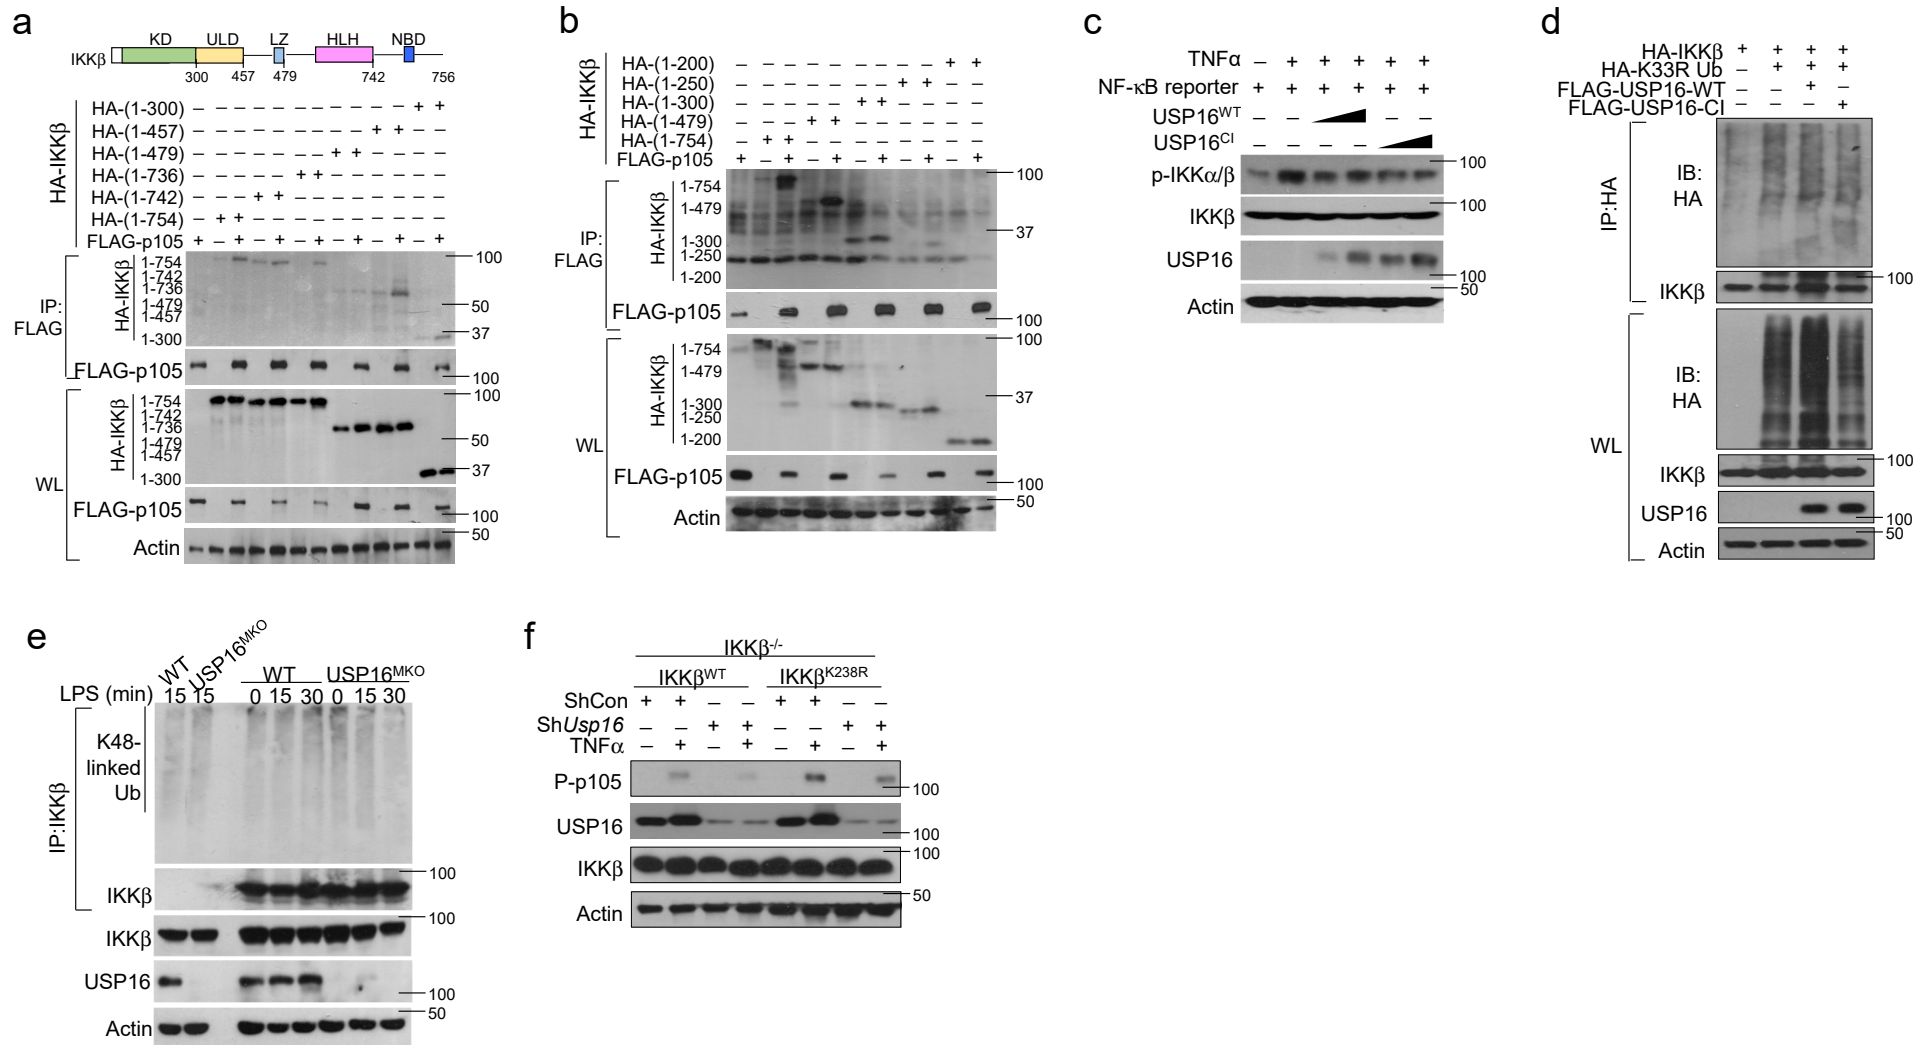 a
KD ULD LZ HLH NBD
IKKβ
300 457 479 742 756
HA-IKKβ
HA-(1-300) – – – – – – – – – – – + +
HA-(1-457) – – – – – – – – – + + – –
HA-(1-479) – – – – – – – + + – – – –
HA-(1-736) – – – – – + + – – – – – –
HA-(1-742) – – – + + – – – – – – – –
HA-(1-754) – + + – – – – – – – – – –
FLAG-p105 + – + – + – + – + – + – +
IP:
FLAG
HA-IKKβ
1-754
1-742
1-736
1-479
1-457
1-300
100
50
37
FLAG-p105
100
WL
HA-IKKβ
1-754
1-742
1-736
1-479
1-457
1-300
100
50
37
FLAG-p105
100
Actin
50
b
HA-IKKβ
HA-(1-200) – – – – – – – – – + +
HA-(1-250) – – – – – – – + + – –
HA-(1-300) – – – – – + + – – – –
HA-(1-479) – – – + + – – – – – –
HA-(1-754) – + + – – – – – – – –
FLAG-p105 + – + – + – + – + – +
IP:
FLAG
HA-IKKβ
1-754
1-479
1-300
1-250
1-200
100
37
FLAG-p105
100
WL
HA-IKKβ
1-754
1-479
1-300
1-250
1-200
100
37
FLAG-p105
100
Actin
50
c
TNFα – + + + + +
NF-κB reporter + + + + + +
USP16WT – – – –
USP16CI – – – –
p-IKKα/β
100
IKKβ
100
USP16
100
Actin
50
d
HA-IKKβ + + + +
HA-K33R Ub – + + +
FLAG-USP16-WT – – + –
FLAG-USP16-CI – – – +
IP:HA
IB:
HA
IKKβ
100
WL
IB:
HA
IKKβ
100
USP16
100
Actin
50
e
WT USP16MKO WT USP16MKO
LPS (min) 15 15 0 15 30 0 15 30
IP:IKKβ
K48-
linked
Ub
IKKβ
100
IKKβ
100
USP16
100
Actin
50
f
IKKβ-/-
IKKβWT IKKβK238R
ShCon + + – – + + – –
ShUsp16 – – + + – – + +
TNFα – + – + – + – +
P-p105
100
USP16
100
IKKβ
100
Actin
50